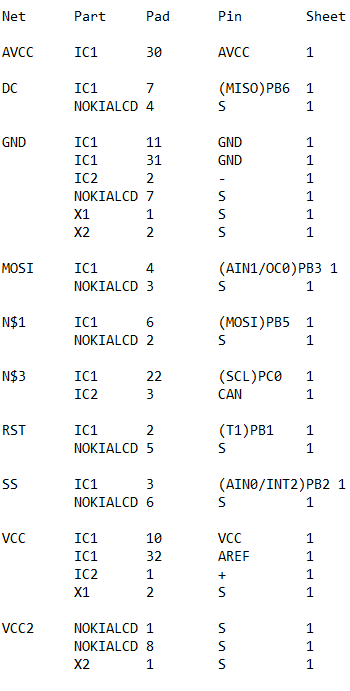 Net Part Pad Pin Sheet
AVCC IC1 30 AVCC 1
DC IC1 7 (MISO)PB6 1
NOKIALCD 4 S 1
GND IC1 11 GND 1
IC1 31 GND 1
IC2 2 - 1
NOKIALCD 7 S 1
X1 1 S 1
X2 2 S 1
MOSI IC1 4 (AIN1/OC0)PB3 1
NOKIALCD 3 S 1
N$1 IC1 6 (MOSI)PB5 1
NOKIALCD 2 S 1
N$3 IC1 22 (SCL)PC0 1
IC2 3 CAN 1
RST IC1 2 (T1)PB1 1
NOKIALCD 5 S 1
SS IC1 3 (AIN0/INT2)PB2 1
NOKIALCD 6 S 1
VCC IC1 10 VCC 1
IC1 32 AREF 1
IC2 1 + 1
X1 2 S 1
VCC2 NOKIALCD 1 S 1
NOKIALCD 8 S 1
X2 1 S 1